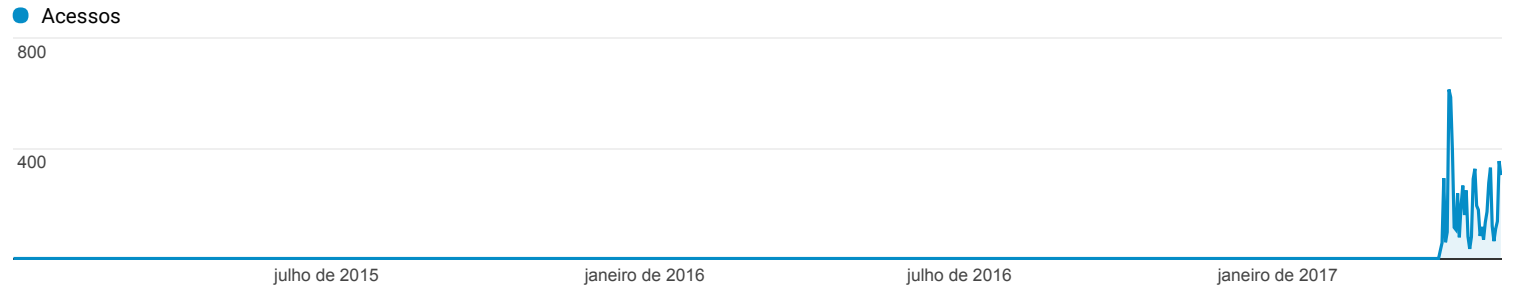 Acessos
800
400
julho de 2015
janeiro de 2016
julho de 2016
janeiro de 2017